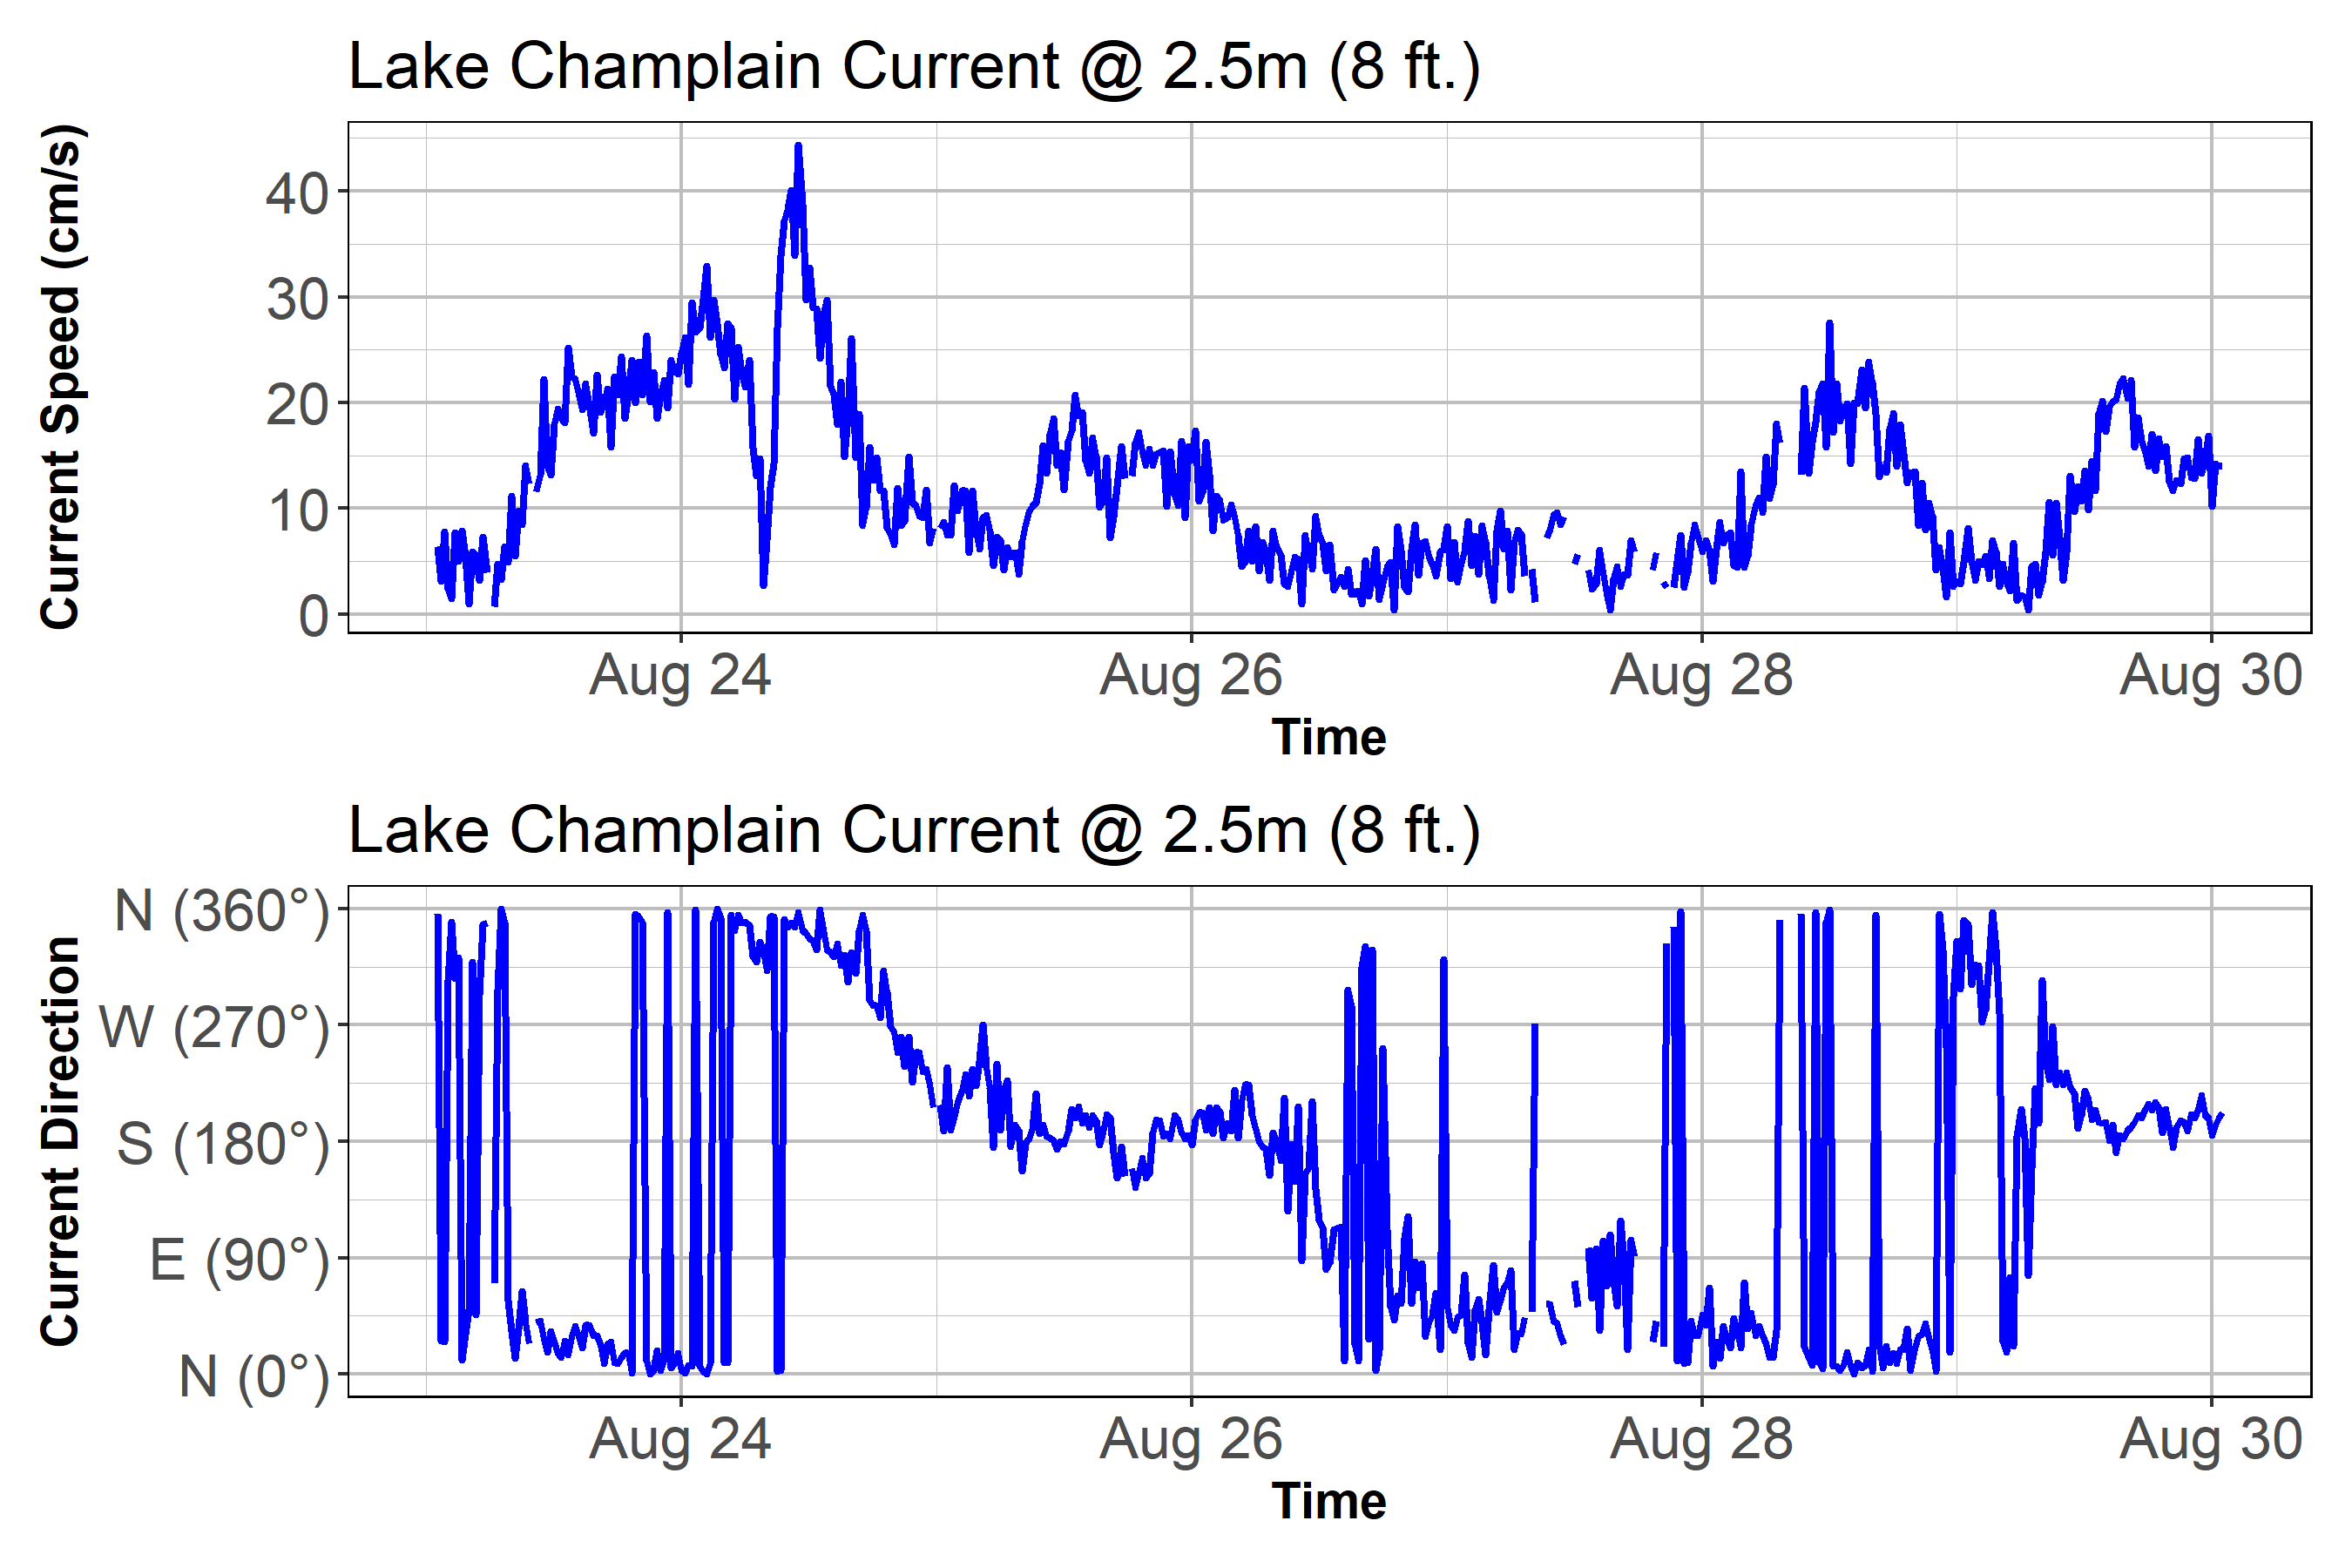 Lake Champlain Current @ 2.5m (8 ft.)
Current Speed (cm/s)
40
30
20
10
0
Aug 24 Aug 26 Aug 28 Aug 30
Time
Lake Champlain Current @ 2.5m (8 ft.)
Current Direction
N (360°)
W (270°)
S (180°)
E (90°)
N (0°)
Aug 24 Aug 26 Aug 28 Aug 30
Time